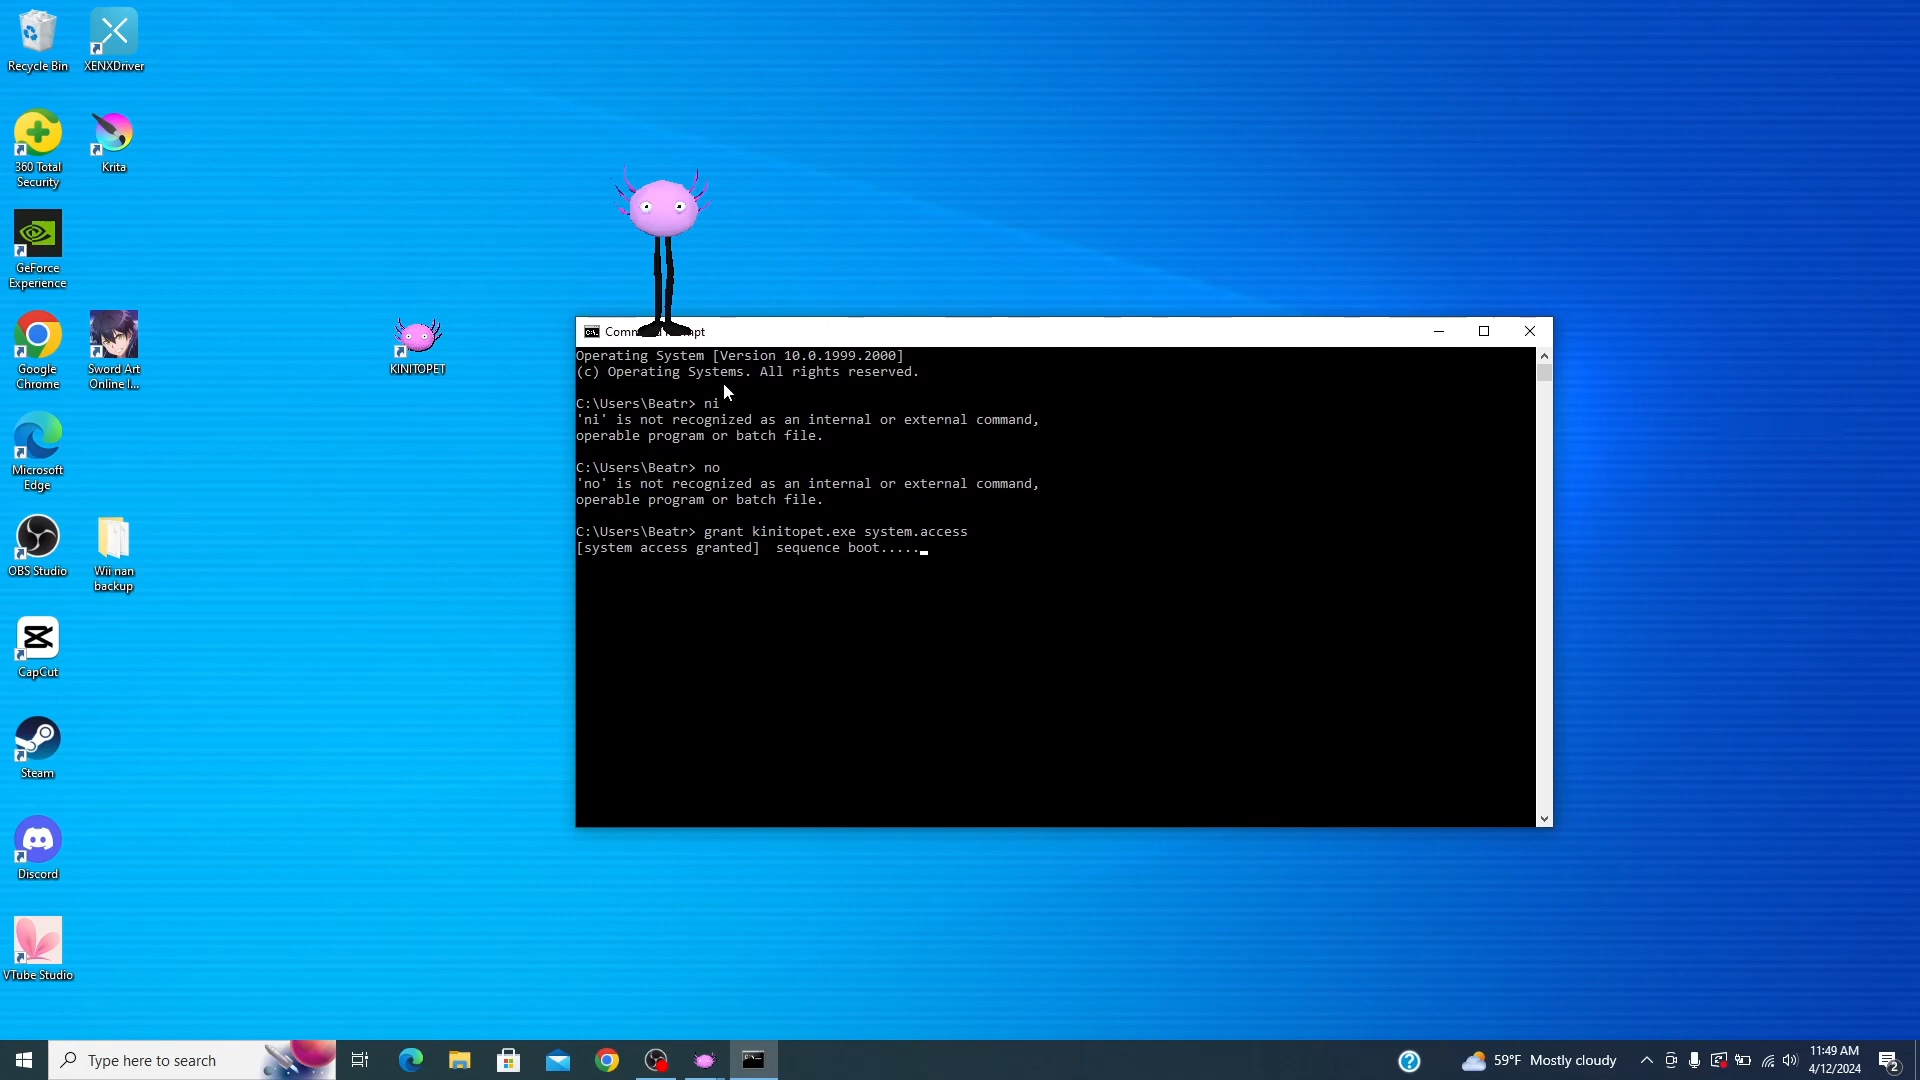 Recycle Bin
XENXDriver
360 Total
Security
Krita
GeForce
Experience
Google
Chrome
Sword Art
Online I...
KINITOPET
Microsoft
Edge
OBS Studio
Wii nan
backup
CapCut
Steam
Discord
VTube Studio
Operating System [Version 10.0.1999.2000]
(c) Operating Systems. All rights reserved.
C:\Users\Beatr> ni
'ni' is not recognized as an internal or external command,
operable program or batch file.
C:\Users\Beatr> no
'no' is not recognized as an internal or external command,
operable program or batch file.
C:\Users\Beatr> grant kinitopet.exe system.access
[system access granted]  sequence boot.....
Type here to search
59°F Mostly cloudy
11:49 AM
4/12/2024
2